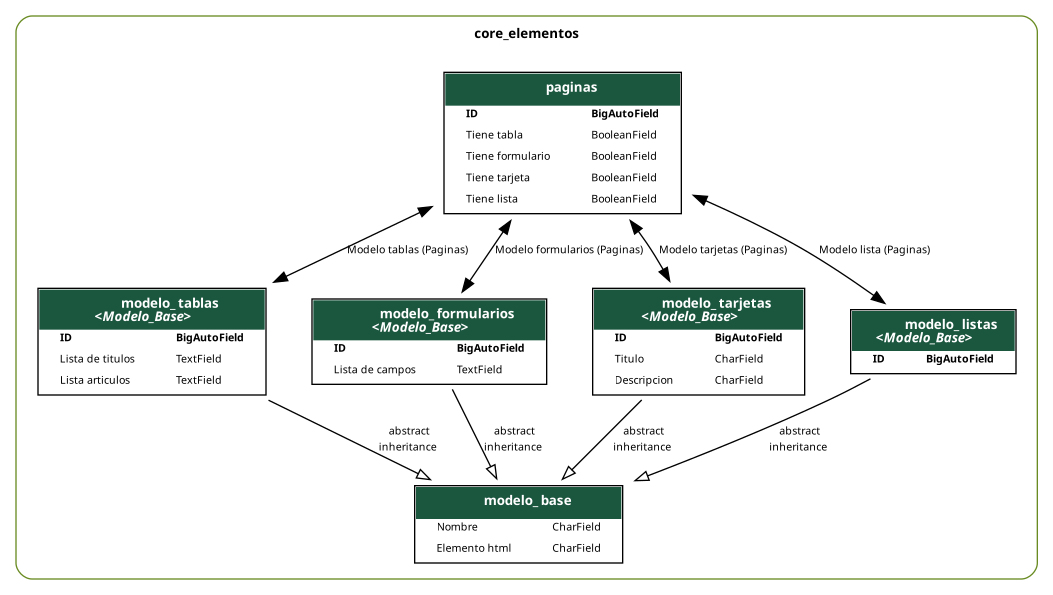 core_elementos
paginas
ID BigAutoField
Tiene tabla BooleanField
Tiene formulario BooleanField
Tiene tarjeta BooleanField
Tiene lista BooleanField
Modelo tablas (Paginas) Modelo formularios (Paginas) Modelo tarjetas (Paginas) Modelo lista (Paginas)
modelo_tablas
<Modelo_Base>
ID BigAutoField
Lista de titulos TextField
Lista articulos TextField
modelo_formularios
<Modelo_Base>
ID BigAutoField
Lista de campos TextField
modelo_tarjetas
<Modelo_Base>
ID BigAutoField
Titulo CharField
Descripcion CharField
modelo_listas
<Modelo_Base>
ID BigAutoField
abstract
inheritance
abstract
inheritance
abstract
inheritance
abstract
inheritance
modelo_base
Nombre CharField
Elemento html CharField